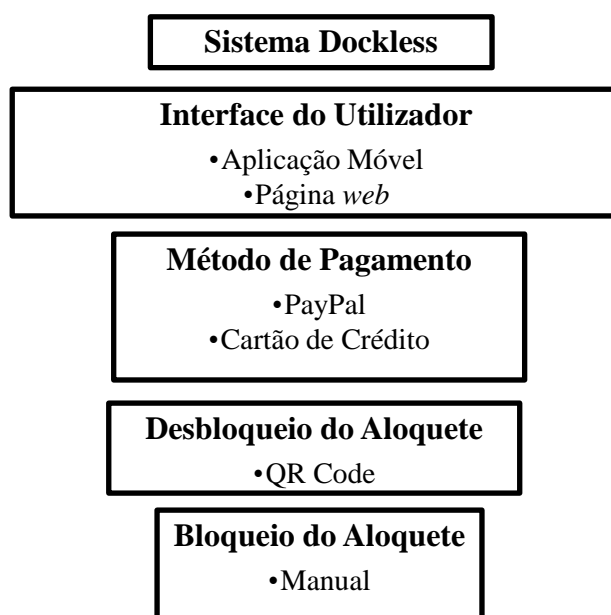 Sistema Dockless
Interface do Utilizador
•Aplicação Móvel
•Página web
Método de Pagamento
•PayPal
•Cartão de Crédito
Desbloqueio do Aloquete
•QR Code
Bloqueio do Aloquete
•Manual